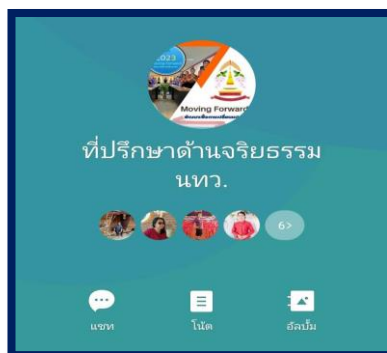 2023
Moving Forward
ที่ปรึกษาด้านจริยธรรม
นทว.
6>
แชท
โน้ต
อัลบั้ม